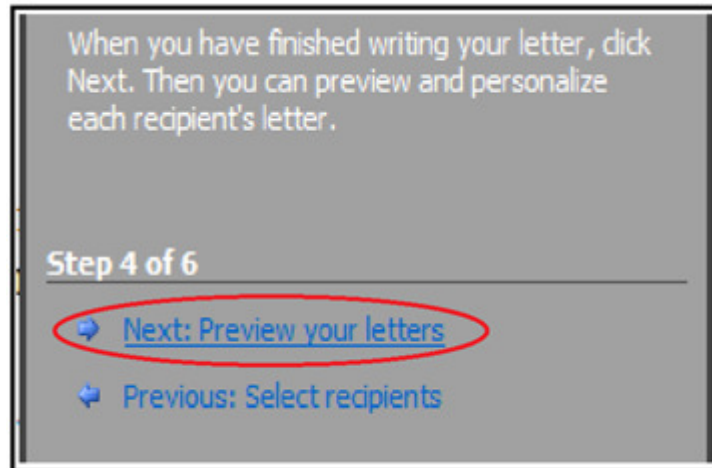 When you have finished writing your letter, click
Next. Then you can preview and personalize
each recipient's letter.
Step 4 of 6
Next: Preview your letters
Previous: Select recipients